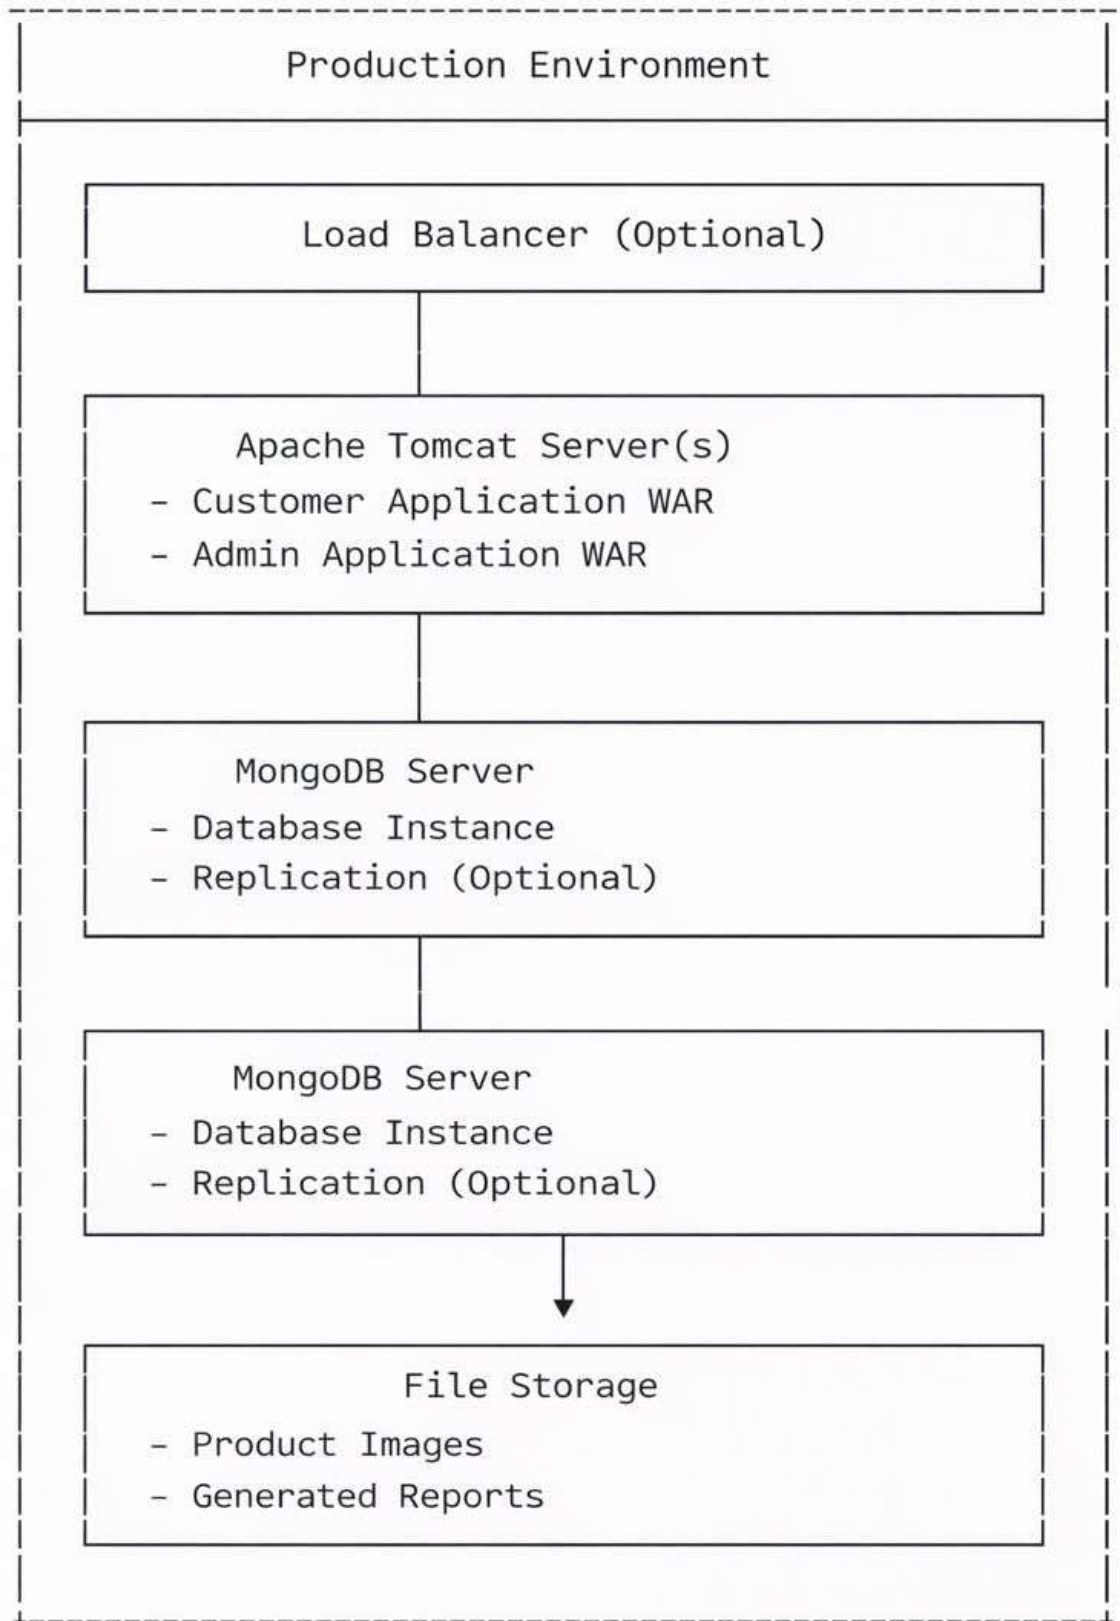 Production Environment
Load Balancer (Optional)
Apache Tomcat Server(s)
– Customer Application WAR
– Admin Application WAR
MongoDB Server
– Database Instance
– Replication (Optional)
MongoDB Server
– Database Instance
– Replication (Optional)
File Storage
– Product Images
– Generated Reports